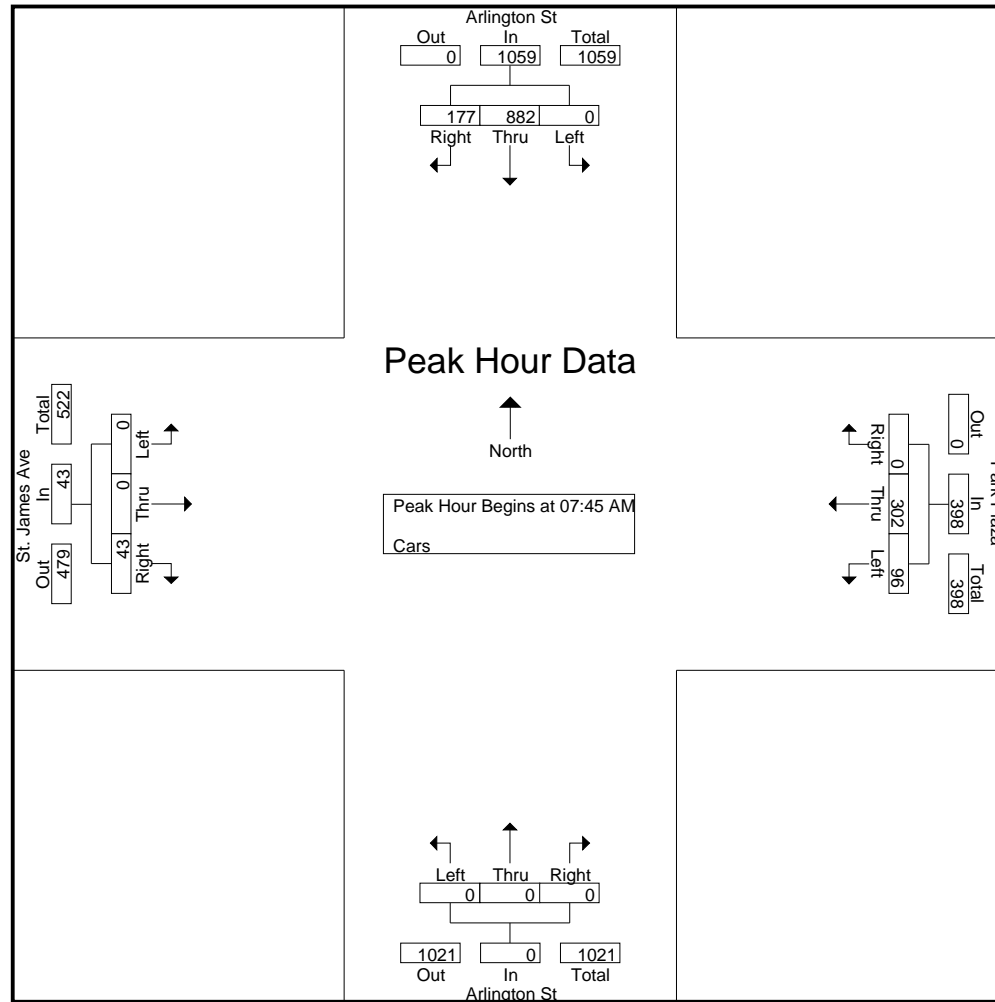 Arlington St
Out In Total
0 1059 1059
177 882 0
Right Thru Left
Peak Hour Data
North
Peak Hour Begins at 07:45 AM
Cars
St. James Ave
Out In Total
479 43 522
Right Thru Left
43 0 0
Park Plaza
Out In Total
0 398 398
Right Thru Left
0 302 96
Left Thru Right
0 0 0
1021 0 1021
Out In Total
Arlington St